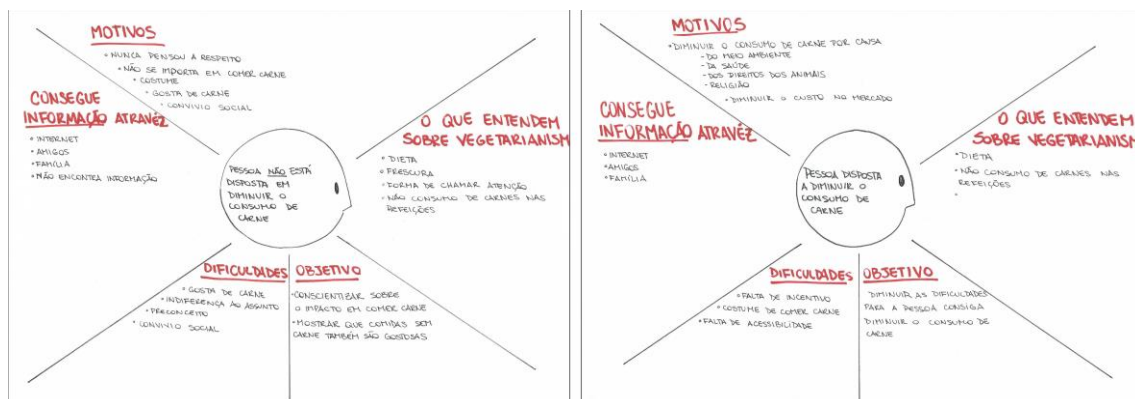 MOTIVOS
• NUNCA PENSOU A RESPEITO
• NÃO SE IMPORTA EM COMER CARNE
• COSTUME
• GOSTA DE CARNE
• CONVIVIO SOCIAL
CONSEGUE
INFORMAÇÃO ATRAVÉZ
• INTERNET
• AMIGOS
• FAMÍLIA
• NÃO ENCONTRA INFORMAÇÃO
O QUE ENTENDEM
SOBRE VEGETARIANISM
• DIETA
• FRESCURA
• FORMA DE CHAMAR ATENÇÃO
• NÃO CONSUMO DE CARNES NAS
REFEIÇÕES
PESSOA NÃO ESTÁ
DISPOSTA EM
DIMINUIR O
CONSUMO DE
CARNE
DIFICULDADES
• GOSTA DE CARNE
• INDIFERENÇA AO ASSUNTO
• PRECONCEITO
• CONVIVIO SOCIAL
OBJETIVO
• CONSCIENTIZAR SOBRE
O IMPACTO EM COMER CARNE
• MOSTRAR QUE COMIDAS SEM
CARNE TAMBÉM SÃO GOSTOSAS
MOTIVOS
• DIMINUIR O CONSUMO DE CARNE POR CAUSA
- DO MEIO AMBIENTE
- DA SAÚDE
- DOS DIREITOS DOS ANIMAIS
- RELIGIÃO
• DIMINUIR O CUSTO NO MERCADO
CONSEGUE
INFORMAÇÃO ATRAVÉZ
• INTERNET
• AMIGOS
• FAMÍLIA
O QUE ENTENDEM
SOBRE VEGETARIANISM
• DIETA
• NÃO CONSUMO DE CARNES NAS
REFEIÇÕES
•
PESSOA DISPOSTA
A DIMINUIR O
CONSUMO DE
CARNE
DIFICULDADES
• FALTA DE INCENTIVO
• COSTUME DE COMER CARNE
• FALTA DE ACESSIBILIDADE
OBJETIVO
DIMINUIR AS DIFICULDADES
PARA A PESSOA CONSIGA
DIMINUIR O CONSUMO DE
CARNE